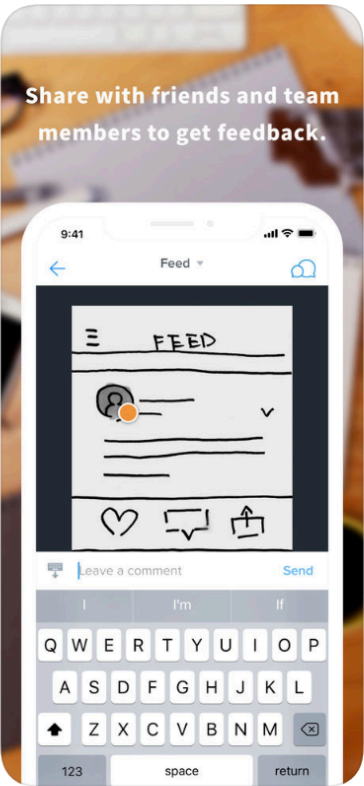 Share with friends and team
members to get feedback.
9:41
Feed
FEED
Leave a comment
Send
I
I'm
If
Q W E R T Y U I O P
A S D F G H J K L
Z X C V B N M
123
space
return